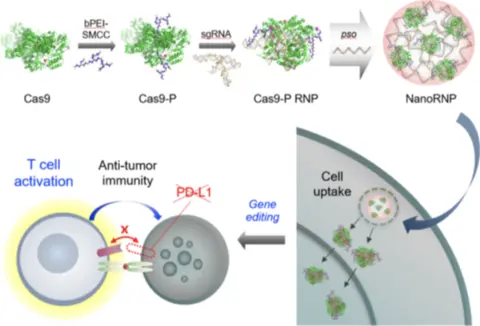 bPEI-
SMCC
sgRNA
pso
Cas9
Cas9-P
Cas9-P RNP
NanoRNP
T cell
activation
Anti-tumor
immunity
PD-L1
X
Gene
editing
Cell
uptake